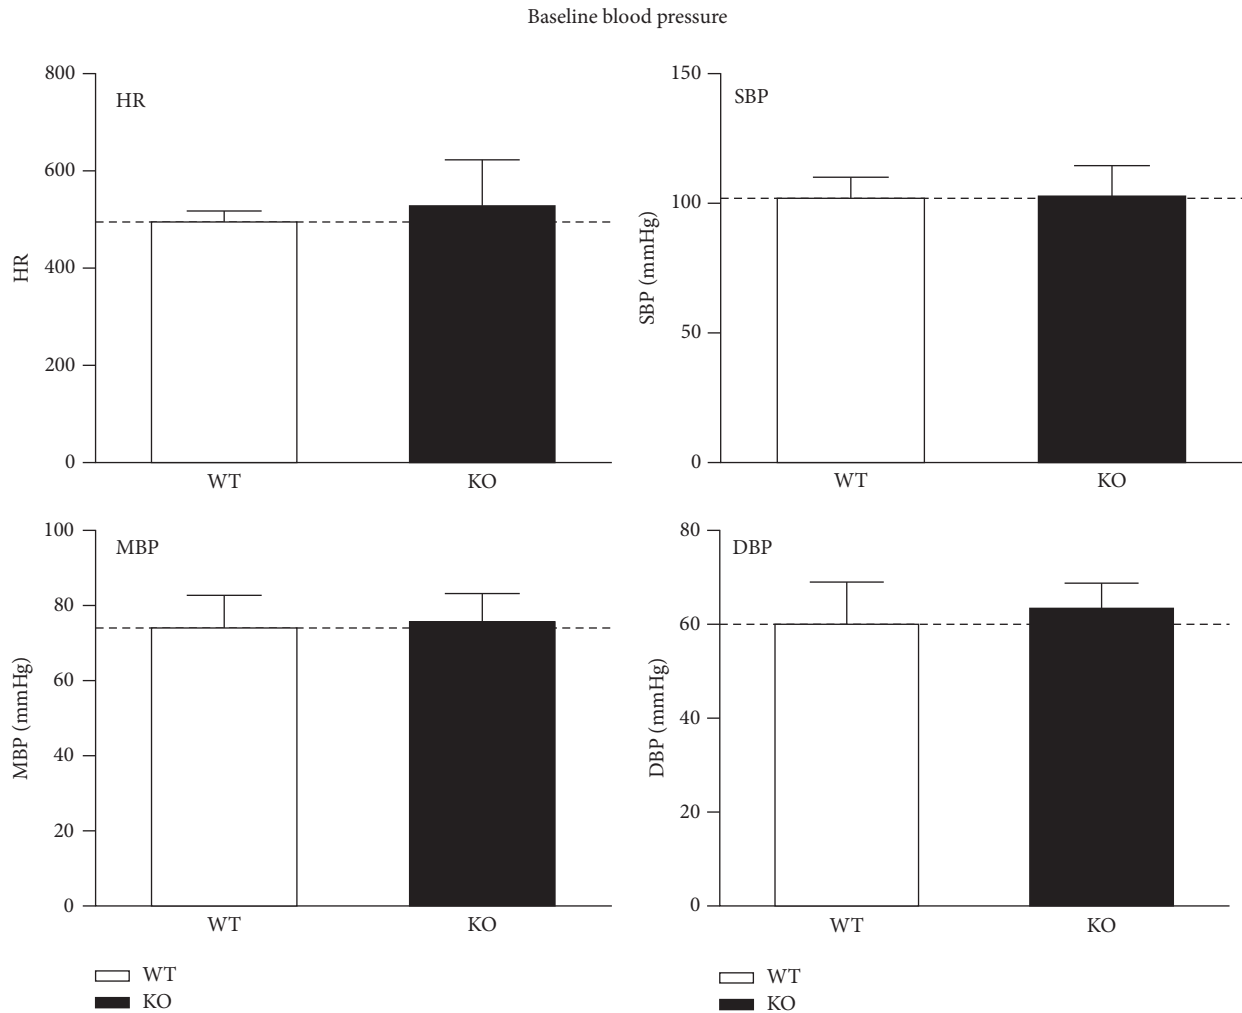 Baseline blood pressure
800
600
400
200
0
HR
HR
WT
KO
150
100
50
0
SBP (mmHg)
SBP
WT
KO
100
80
60
40
20
0
MBP (mmHg)
MBP
WT
KO
80
60
40
20
0
DBP (mmHg)
DBP
WT
KO
WT
KO
WT
KO